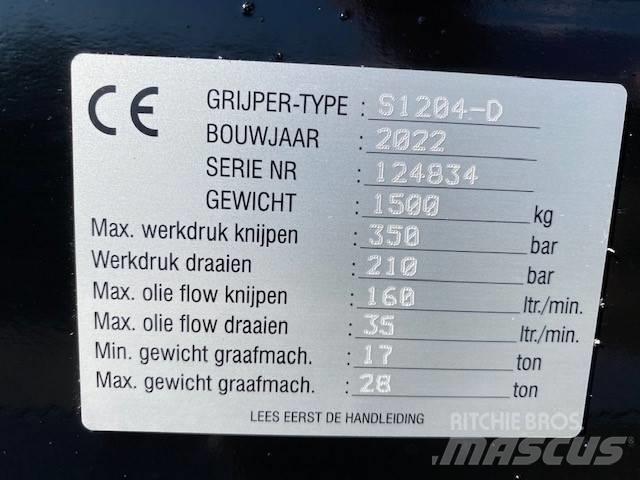 CE
GRIJPER-TYPE : S1204-D
BOUWJAAR : 2022
SERIE NR : 124834
GEWICHT : 1500 kg
Max. werkdruk knijpen : 350 bar
Werkdruk draaien : 210 bar
Max. olie flow knijpen : 160 ltr./min.
Max. olie flow draaien : 35 ltr./min.
Min. gewicht graafmach. : 17 ton
Max. gewicht graafmach. : 28 ton
LEES EERST DE HANDLEIDING
RITCHIE BROS.
MASCUS